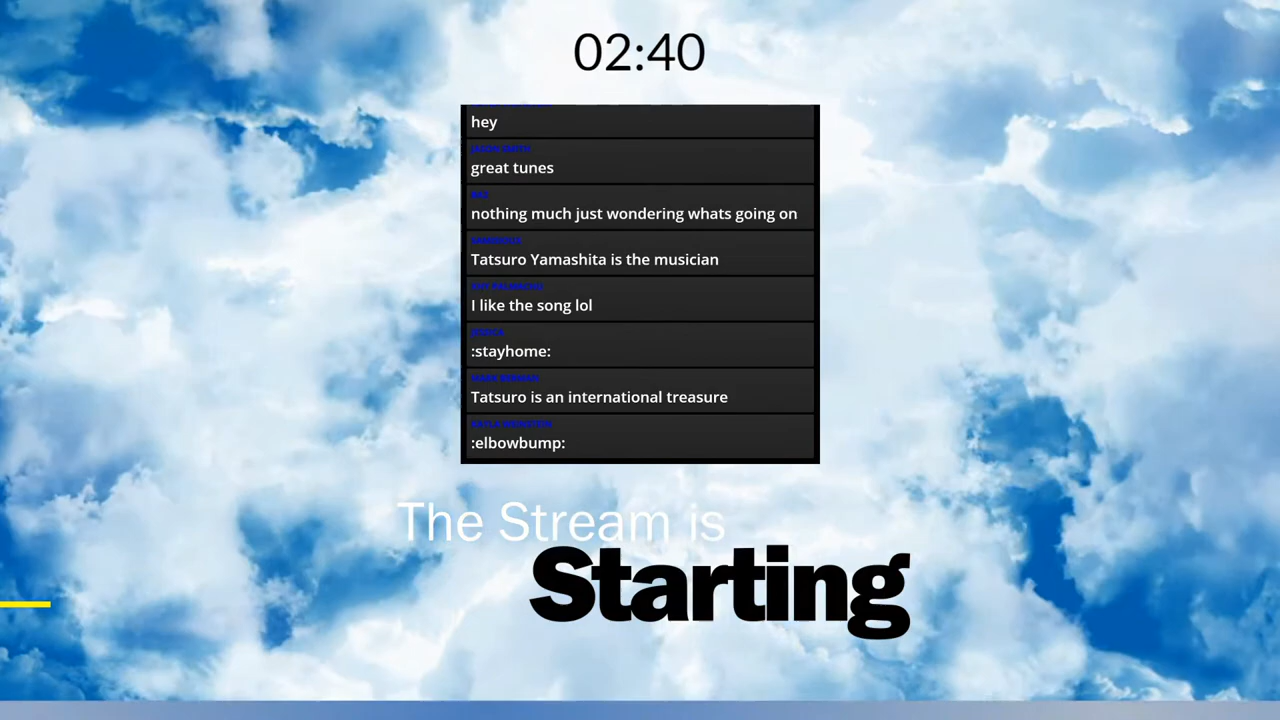 02:40
hey
great tunes
nothing much just wondering whats going on
Tatsuro Yamashita is the musician
I like the song lol
:stayhome:
Tatsuro is an international treasure
:elbowbump:
The Stream is
Starting